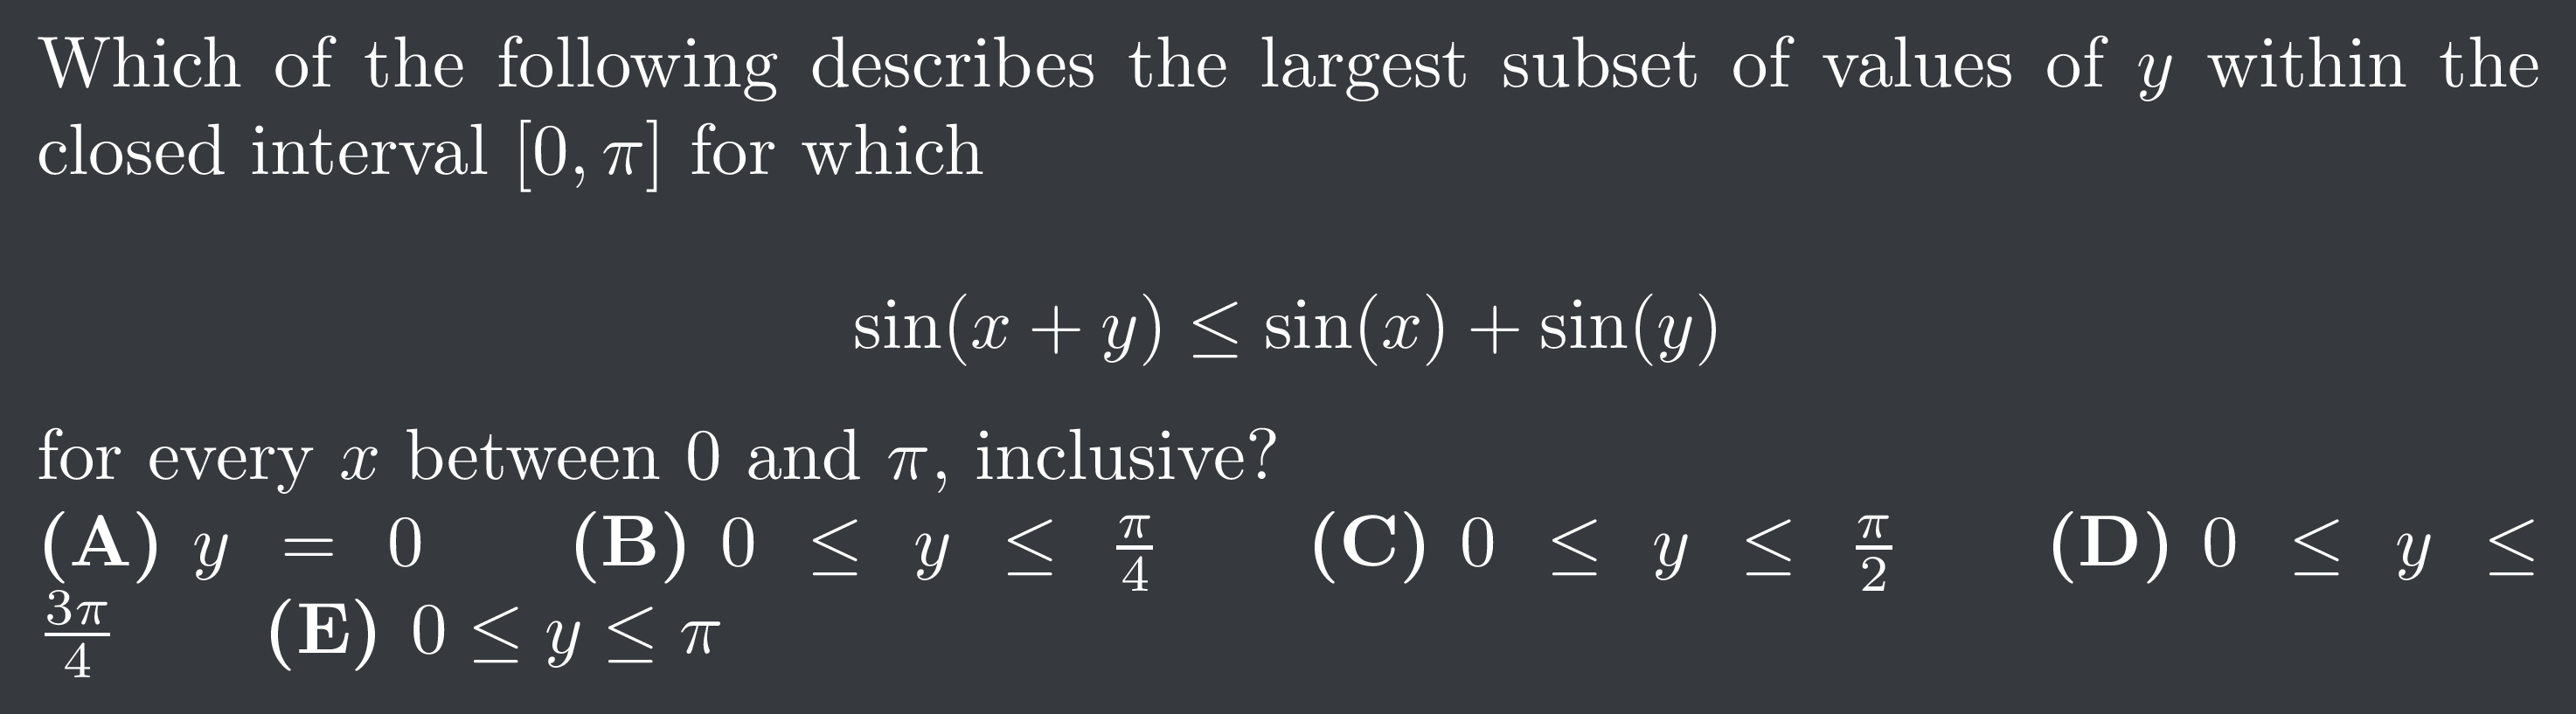 Which of the following describes the largest subset of values of y within the
closed interval [0, π] for which
sin(x + y) ≤ sin(x) + sin(y)
for every x between 0 and π, inclusive?
(A) y = 0 (B) 0 ≤ y ≤ π/4 (C) 0 ≤ y ≤ π/2 (D) 0 ≤ y ≤
3π/4 (E) 0 ≤ y ≤ π